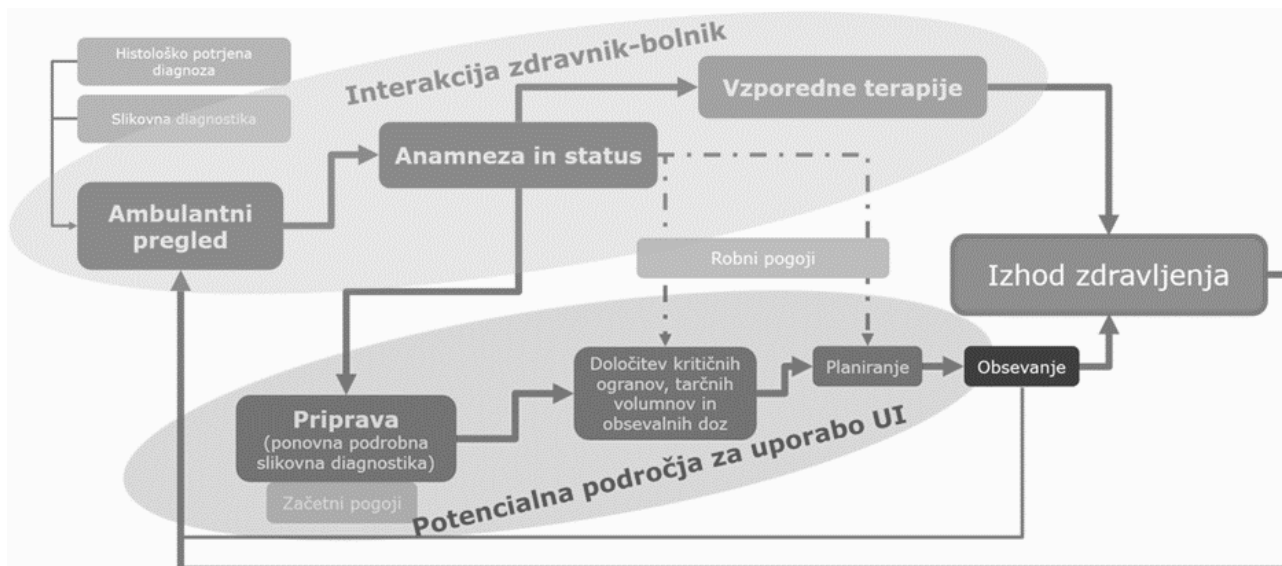 Histološko potrjena
diagnoza
Slikovna diagnostika
Interakcija zdravnik-bolnik
Vzporedne terapije
Anamneza in status
Ambulantni
pregled
Robni pogoji
Izhod zdravljenja
Določitev kritičnih
ogranov, tarčnih
volumnov in
obsevalnih doz
Planiranje
Obsevanje
Priprava
(ponovna podrobna
slikovna diagnostika)
Začetni pogoji
Potencialna področja za uporabo UI